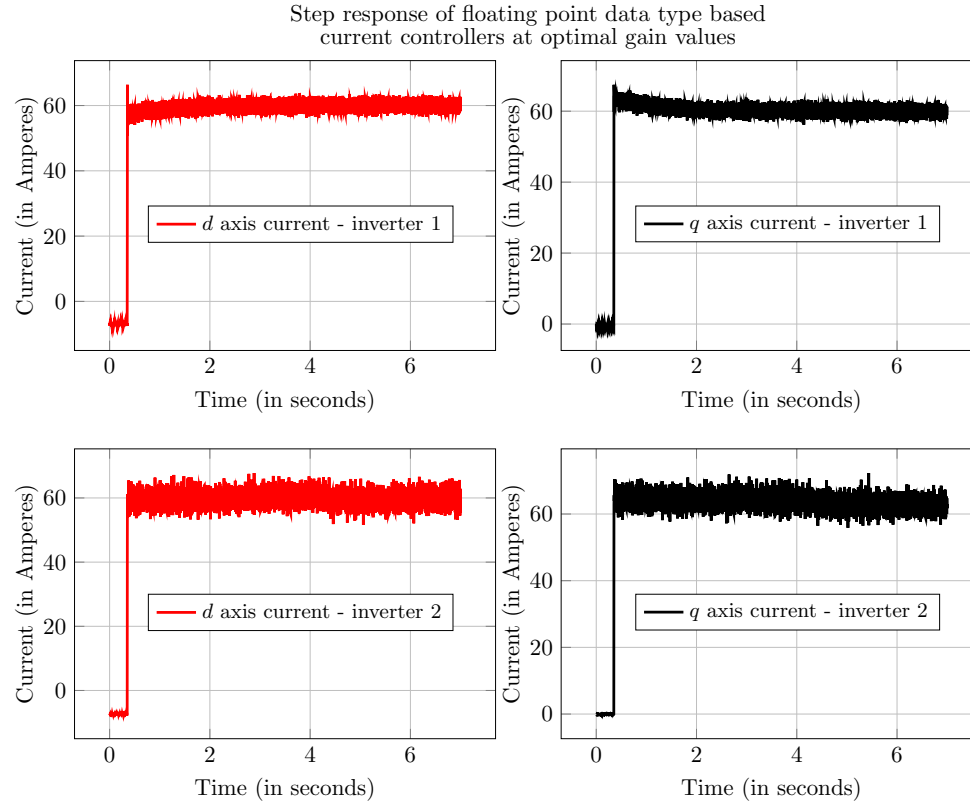 Step response of floating point data type based
current controllers at optimal gain values
Current (in Amperes)
60
40
20
0
d axis current - inverter 1
0 2 4 6
Time (in seconds)
Current (in Amperes)
60
40
20
0
q axis current - inverter 1
0 2 4 6
Time (in seconds)
Current (in Amperes)
60
40
20
0
d axis current - inverter 2
0 2 4 6
Time (in seconds)
Current (in Amperes)
60
40
20
0
q axis current - inverter 2
0 2 4 6
Time (in seconds)